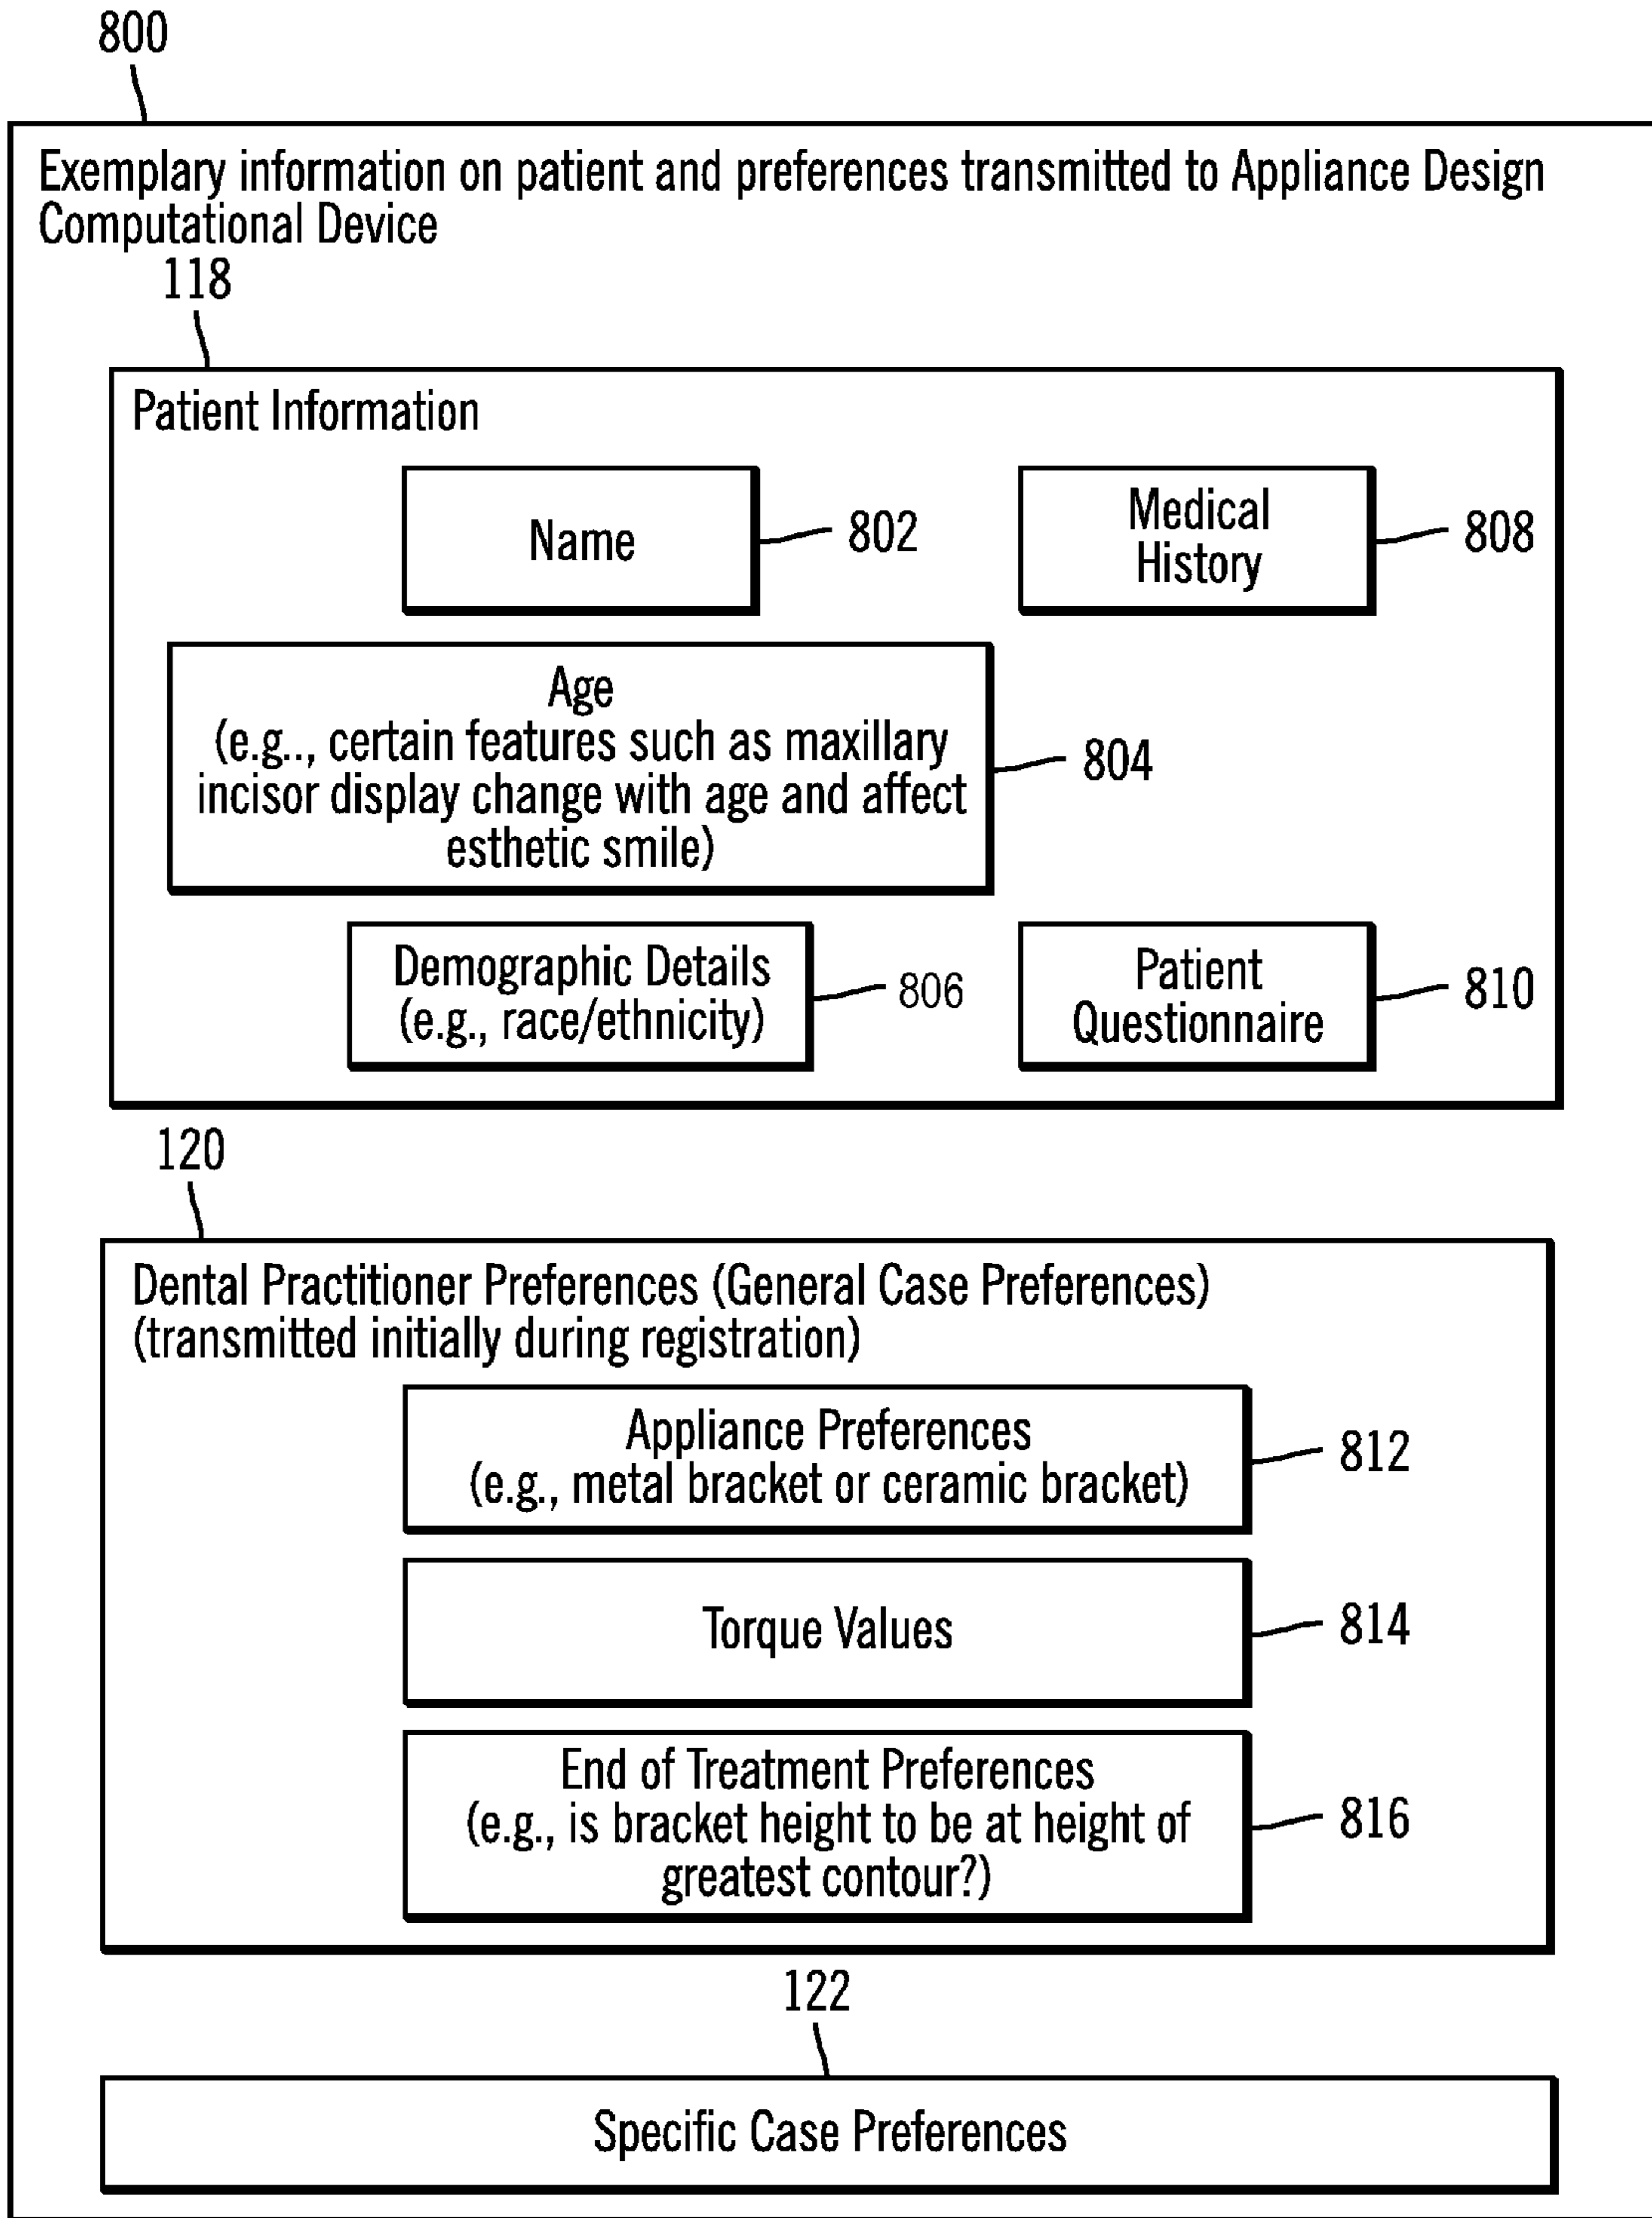 800
Exemplary information on patient and preferences transmitted to Appliance Design
Computational Device
118
Patient Information
Name
802
Medical
History
808
Age
(e.g.., certain features such as maxillary
incisor display change with age and affect
esthetic smile)
804
Demographic Details
(e.g., race/ethnicity)
806
Patient
Questionnaire
810
120
Dental Practitioner Preferences (General Case Preferences)
(transmitted initially during registration)
Appliance Preferences
(e.g., metal bracket or ceramic bracket)
812
Torque Values
814
End of Treatment Preferences
(e.g., is bracket height to be at height of
greatest contour?)
816
122
Specific Case Preferences